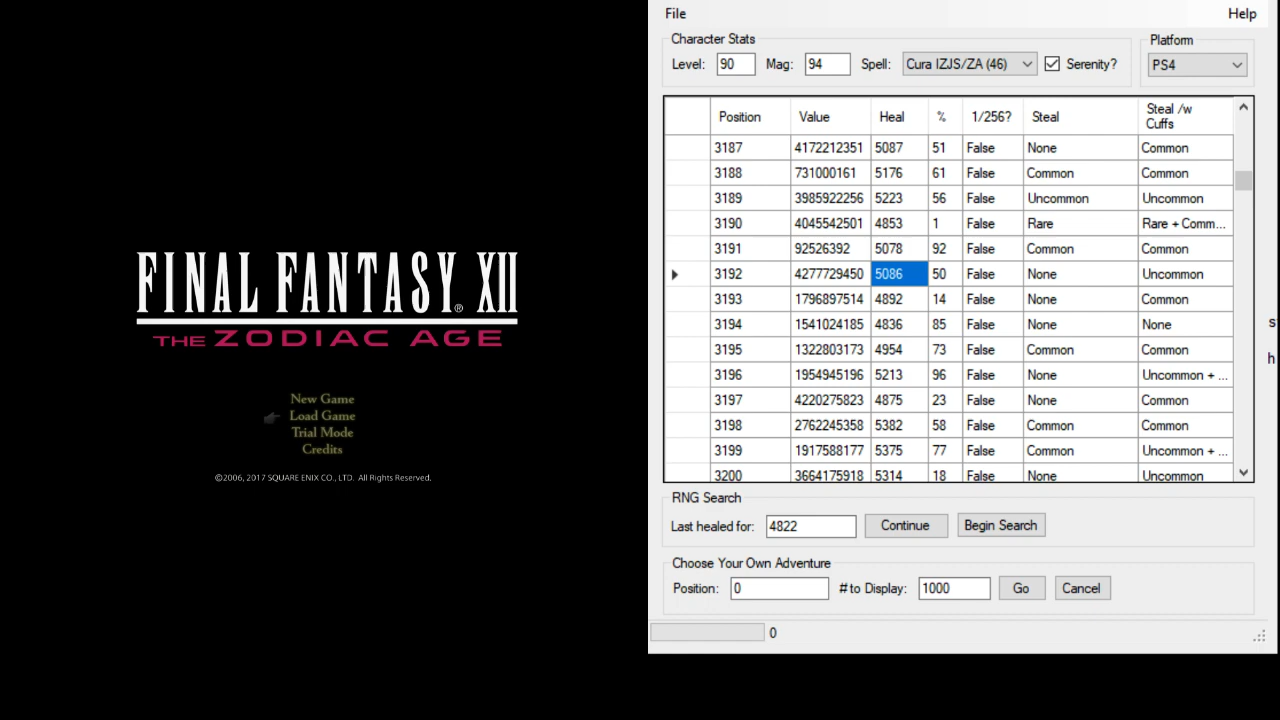 FINAL FANTASY® XII
THE ZODIAC AGE
New Game
Load Game
Trial Mode
Credits
©2006, 2017 SQUARE ENIX CO., LTD. All Rights Reserved.
File Help
Character Stats
Level: 90 Mag: 94 Spell: Cura IZJS/ZA (46) Serenity?
Platform
PS4
Position Value Heal % 1/256? Steal Steal /w Cuffs
3187 4172212351 5087 51 False None Common
3188 731000161 5176 61 False Common Common
3189 3985922256 5223 56 False Uncommon Uncommon
3190 4045542501 4853 1 False Rare Rare + Comm...
3191 92526392 5078 92 False Common Common
3192 4277729450 5086 50 False None Uncommon
3193 1796897514 4892 14 False None Common
3194 1541024185 4836 85 False None None
3195 1322803173 4954 73 False Common Common
3196 1954945196 5213 96 False None Uncommon + ...
3197 4220275823 4875 23 False None Common
3198 2762245358 5382 58 False Common Common
3199 1917588177 5375 77 False Common Uncommon + ...
3200 3664175918 5314 18 False None Uncommon
RNG Search
Last healed for: 4822 Continue Begin Search
Choose Your Own Adventure
Position: 0 # to Display: 1000 Go Cancel
0
s
h